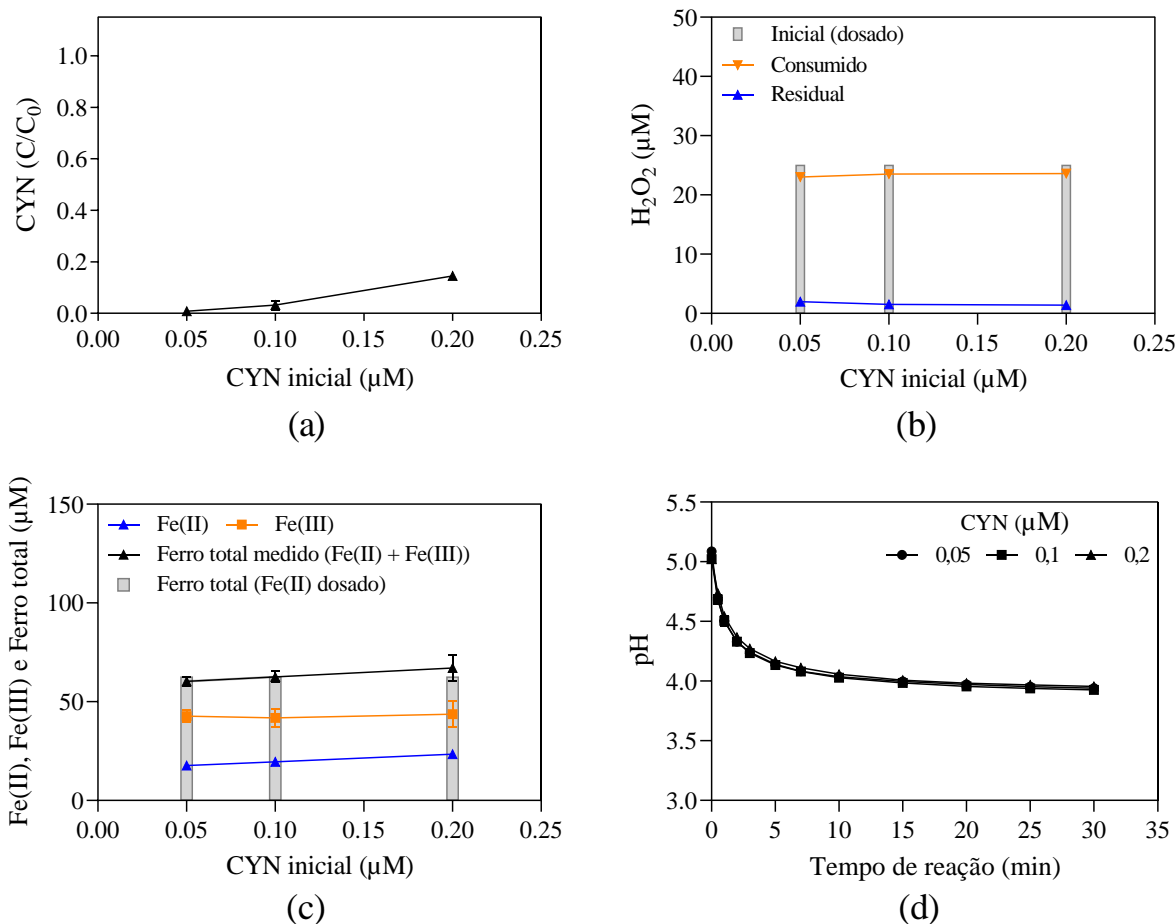 CYN (C/C₀)
1.0
0.8
0.6
0.4
0.2
0.0
0.00 0.05 0.10 0.15 0.20 0.25
CYN inicial (µM)
(a)
H₂O₂ (µM)
50
40
30
20
10
0
Inicial (dosado)
Consumido
Residual
0.00 0.05 0.10 0.15 0.20 0.25
CYN inicial (µM)
(b)
Fe(II), Fe(III) e Ferro total (µM)
150
100
50
0
Fe(II) Fe(III)
Ferro total medido (Fe(II) + Fe(III))
Ferro total (Fe(II) dosado)
0.00 0.05 0.10 0.15 0.20 0.25
CYN inicial (µM)
(c)
pH
5.5
5.0
4.5
4.0
3.5
3.0
CYN (µM)
0,05 0,1 0,2
0 5 10 15 20 25 30 35
Tempo de reação (min)
(d)